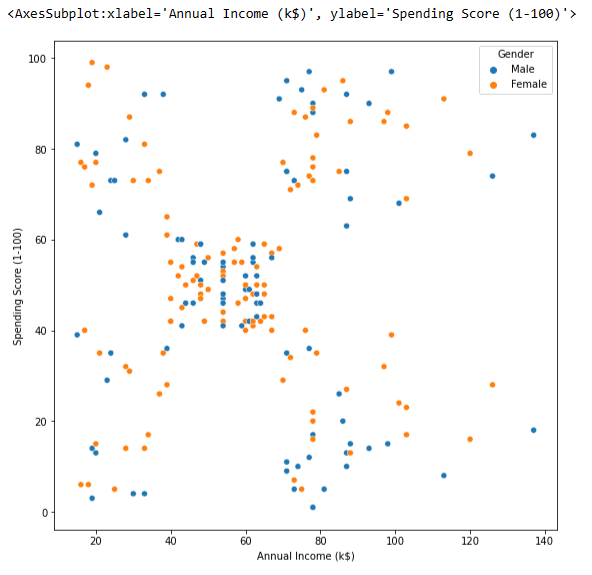 <AxesSubplot:xlabel='Annual Income (k$)', ylabel='Spending Score (1-100)'>
Gender
Male
Female
100
80
60
40
20
0
Spending Score (1-100)
20 40 60 80 100 120 140
Annual Income (k$)